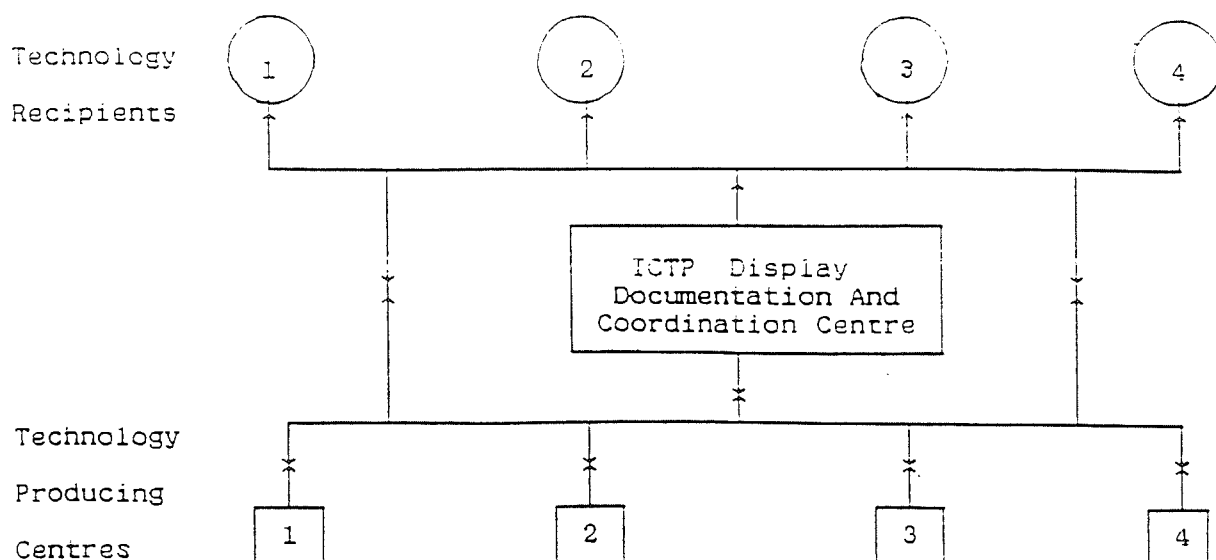 Technology
Recipients
1
2
3
4
ICTP Display
Documentation And
Coordination Centre
Technology
Producing
Centres
1
2
3
4